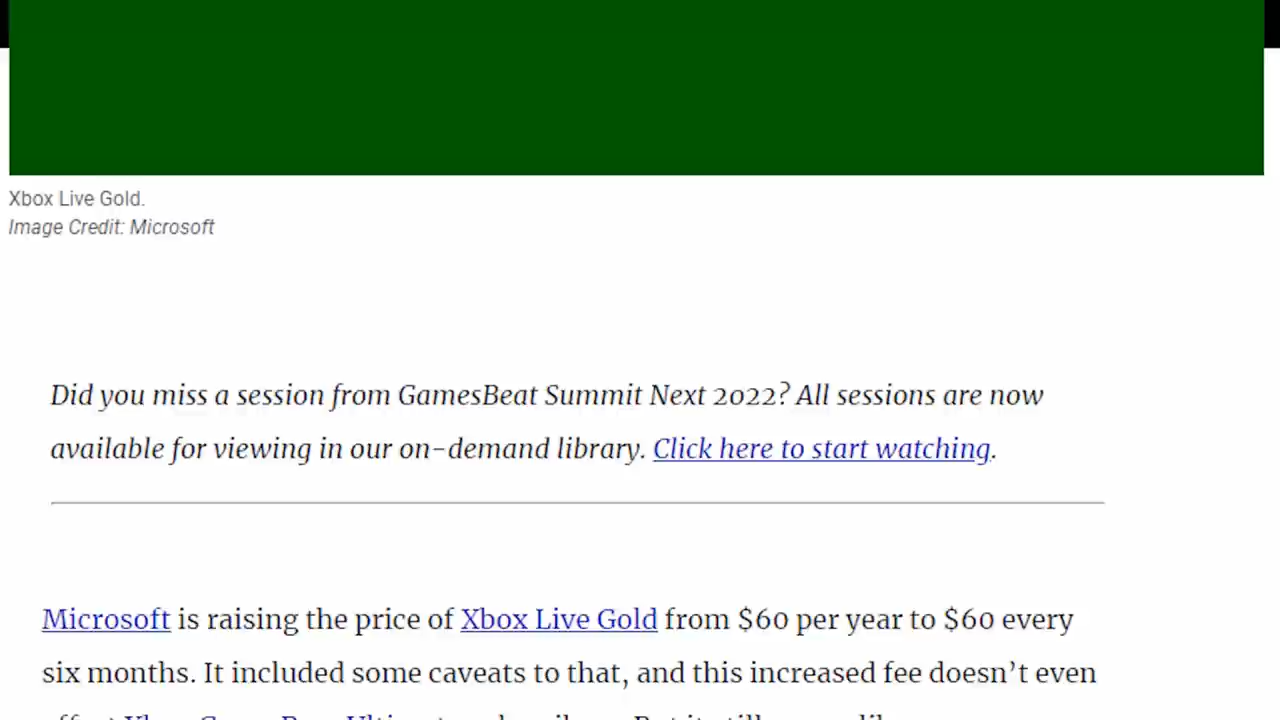 Xbox Live Gold.
Image Credit: Microsoft
Did you miss a session from GamesBeat Summit Next 2022? All sessions are now
available for viewing in our on-demand library. Click here to start watching.
Microsoft is raising the price of Xbox Live Gold from $60 per year to $60 every
six months. It included some caveats to that, and this increased fee doesn’t even